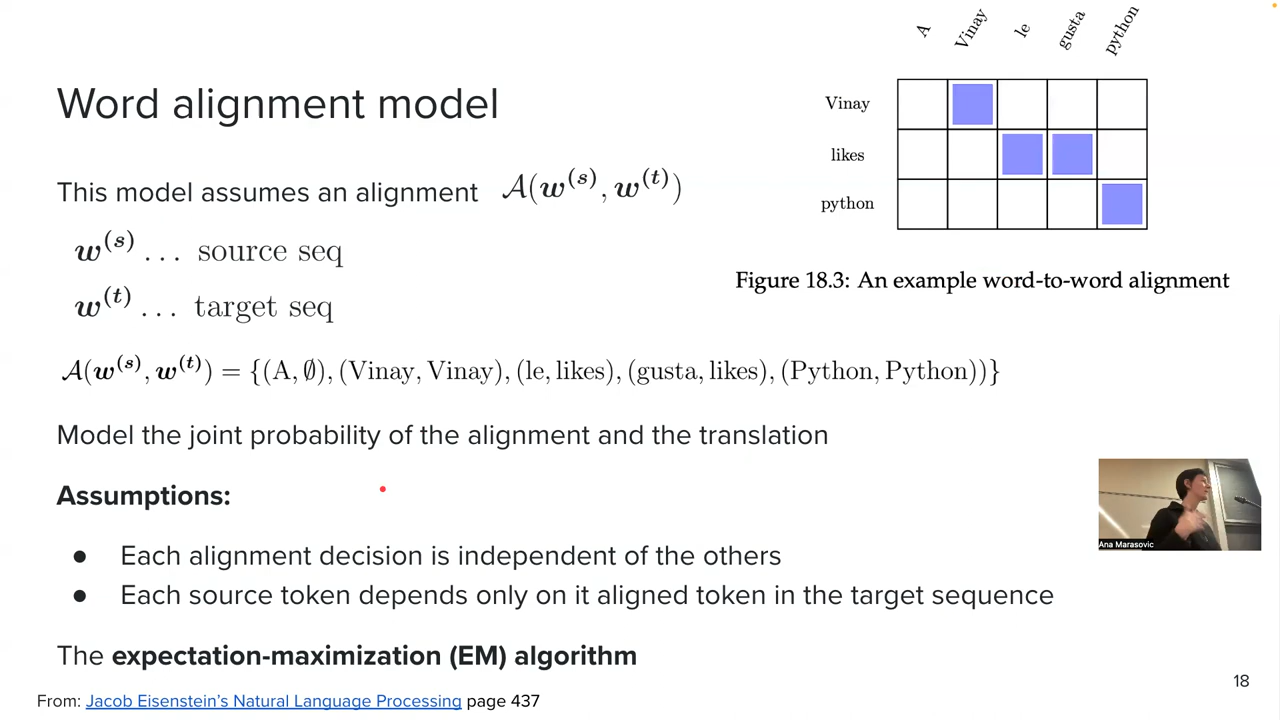 A Vinay le gusta python
Vinay
likes
python
Figure 18.3: An example word-to-word alignment
Word alignment model
This model assumes an alignment 𝒜(w^(s), w^(t))
w^(s) ... source seq
w^(t) ... target seq
𝒜(w^(s), w^(t)) = {(A, ∅), (Vinay, Vinay), (le, likes), (gusta, likes), (Python, Python))}
Model the joint probability of the alignment and the translation
Assumptions:
● Each alignment decision is independent of the others
● Each source token depends only on it aligned token in the target sequence
The expectation-maximization (EM) algorithm
Ana Marasovic
18
From: Jacob Eisenstein's Natural Language Processing page 437